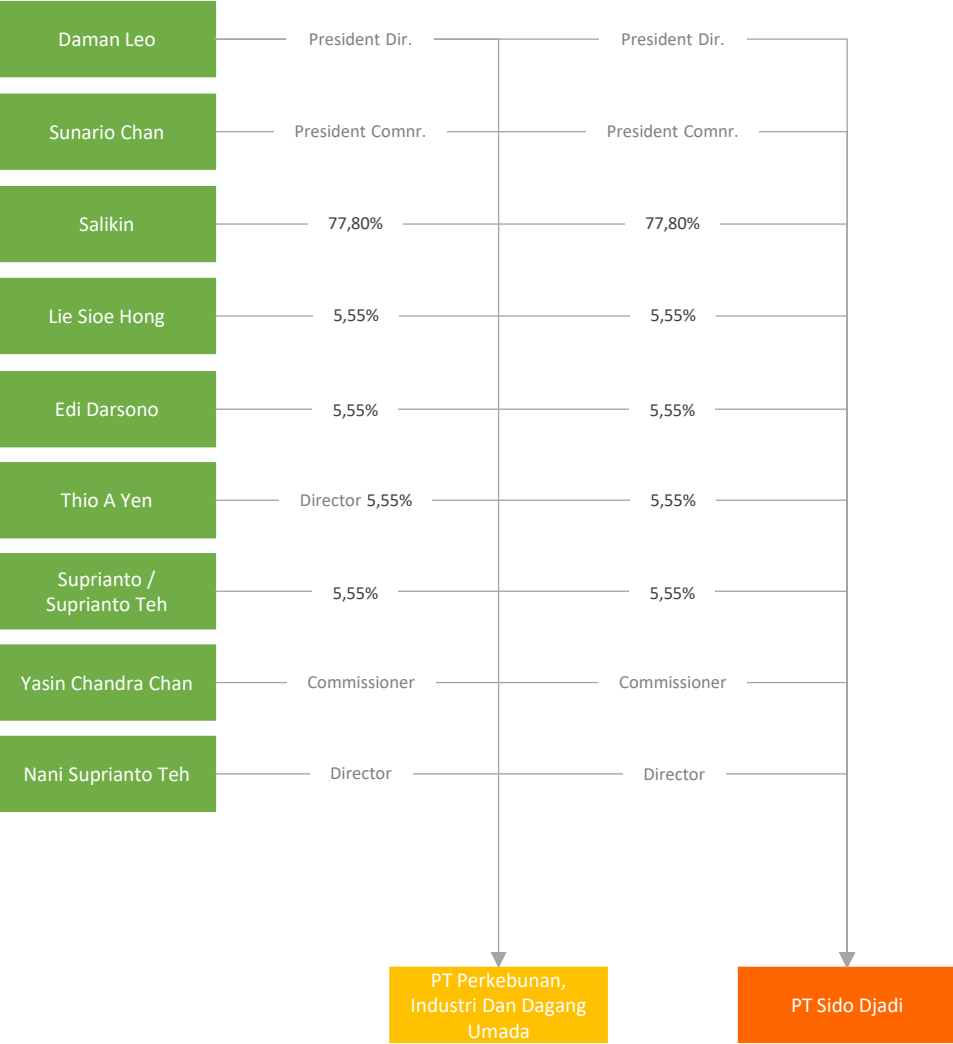 Daman Leo President Dir. President Dir.
Sunario Chan President Comnr. President Comnr.
Salikin 77,80% 77,80%
Lie Sioe Hong 5,55% 5,55%
Edi Darsono 5,55% 5,55%
Thio A Yen Director 5,55% 5,55%
Suprianto /
Suprianto Teh 5,55% 5,55%
Yasin Chandra Chan Commissioner Commissioner
Nani Suprianto Teh Director Director
PT Perkebunan,
Industri Dan Dagang
Umada
PT Sido Djadi